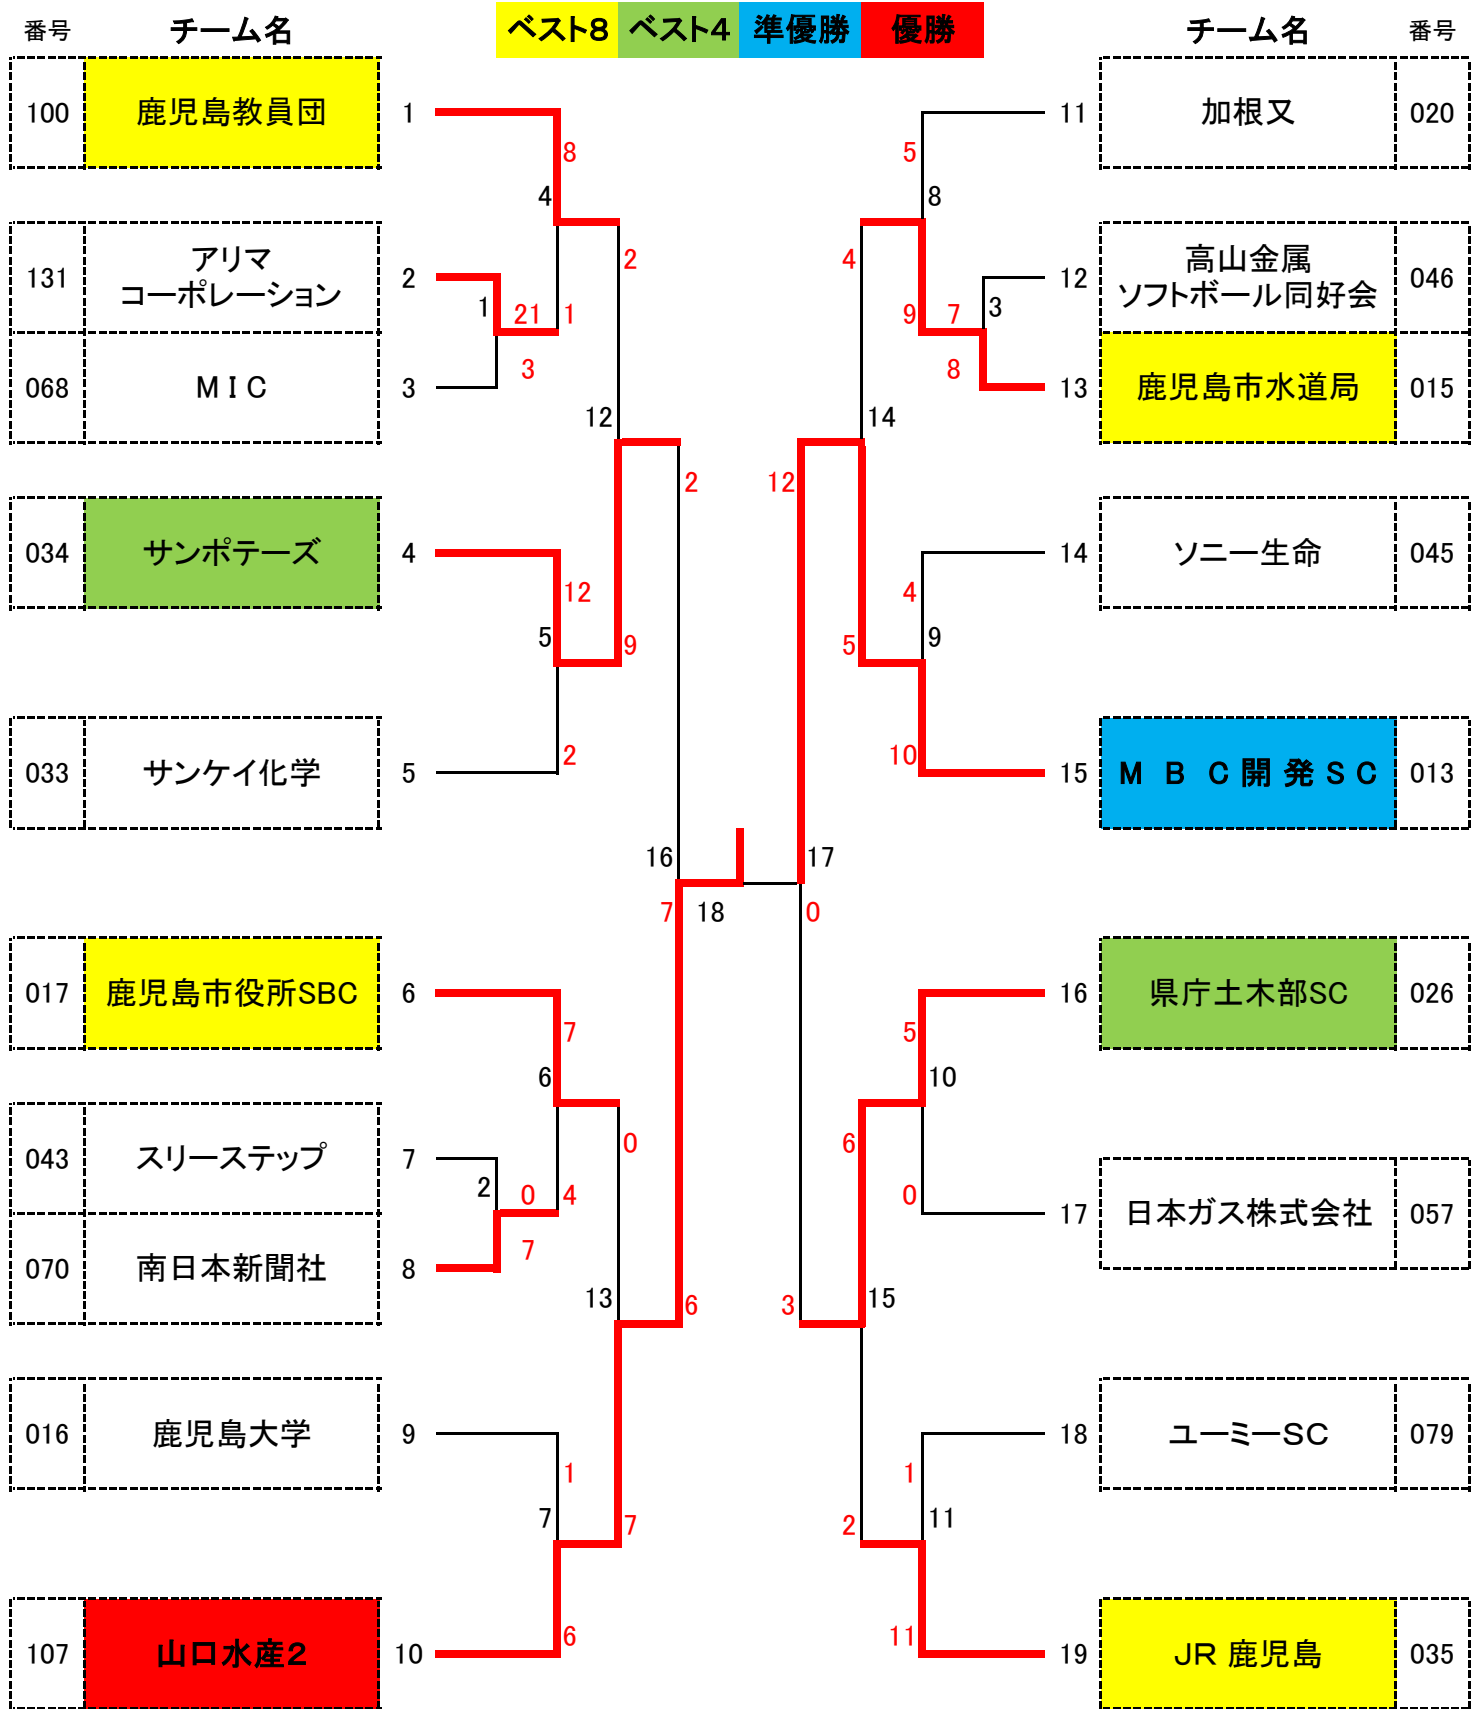 番号 チーム名 ベスト8 ベスト4 準優勝 優勝 チーム名 番号
100 鹿児島教員団 1
8
4
131 アリマ
コーポレーション 2
2
1 21 1
3
068 MIC 3
12
2
034 サンポテーズ 4
12
5
9
033 サンケイ化学 5
2
16
7 18
017 鹿児島市役所SBC 6
7
6
0
043 スリーステップ 7
2 0 4
7
070 南日本新聞社 8
13
6
016 鹿児島大学 9
1
7
7
107 山口水産2 10
6
11 加根又 020
5
8
4
12 高山金属
ソフトボール同好会 046
3
9 7
8
13 鹿児島市水道局 015
14
12
14 ソニー生命 045
4
9
5
10
15 MBC開発SC 013
17
0
16 県庁土木部SC 026
5
10
6
0
17 日本ガス株式会社 057
15
3
18 ユーミーSC 079
1
11
2
11
19 JR 鹿児島 035